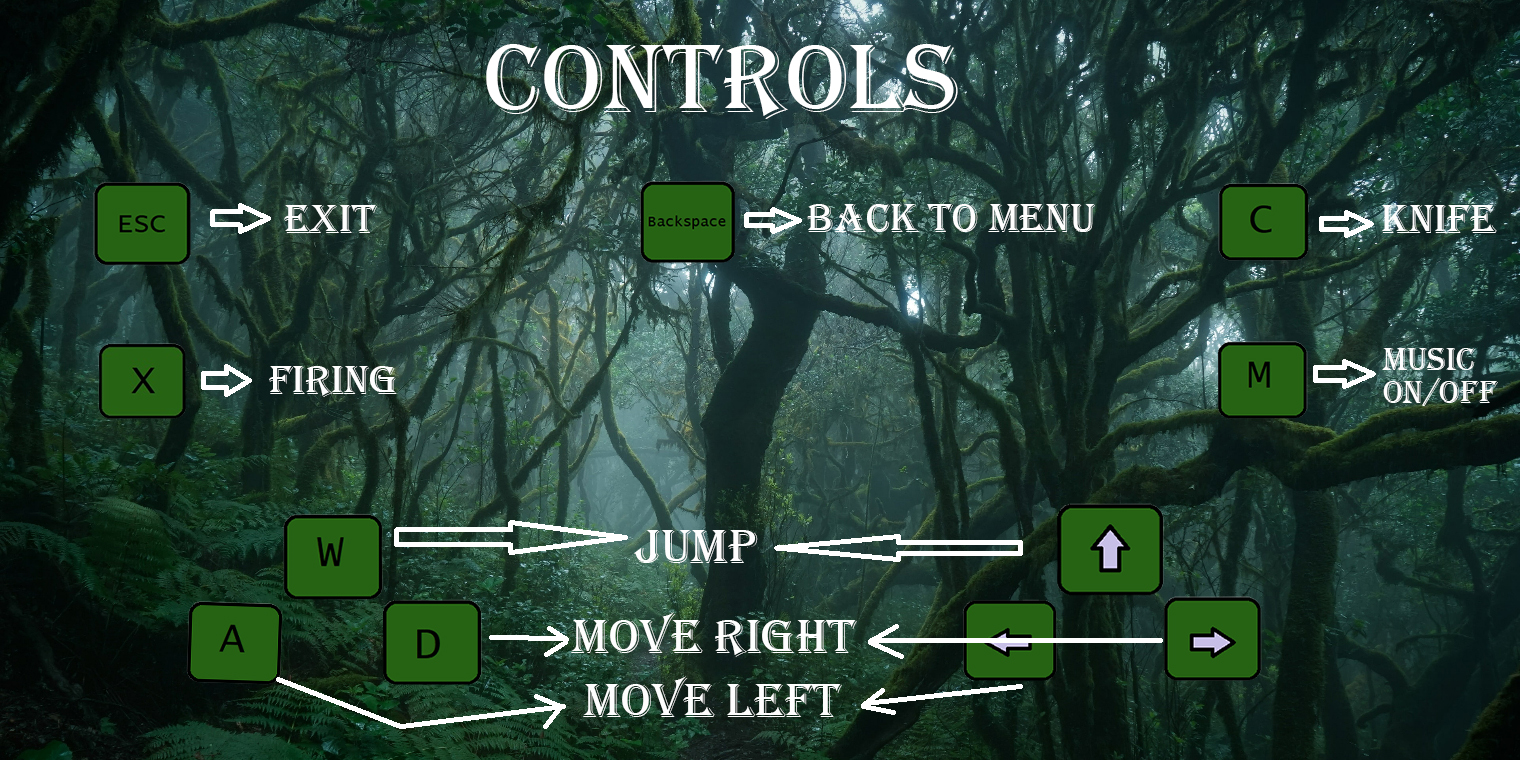 CONTROLS
ESC EXIT
Backspace BACK TO MENU
C KNIFE
X FIRING
M MUSIC
ON/OFF
W JUMP
A D MOVE RIGHT
MOVE LEFT